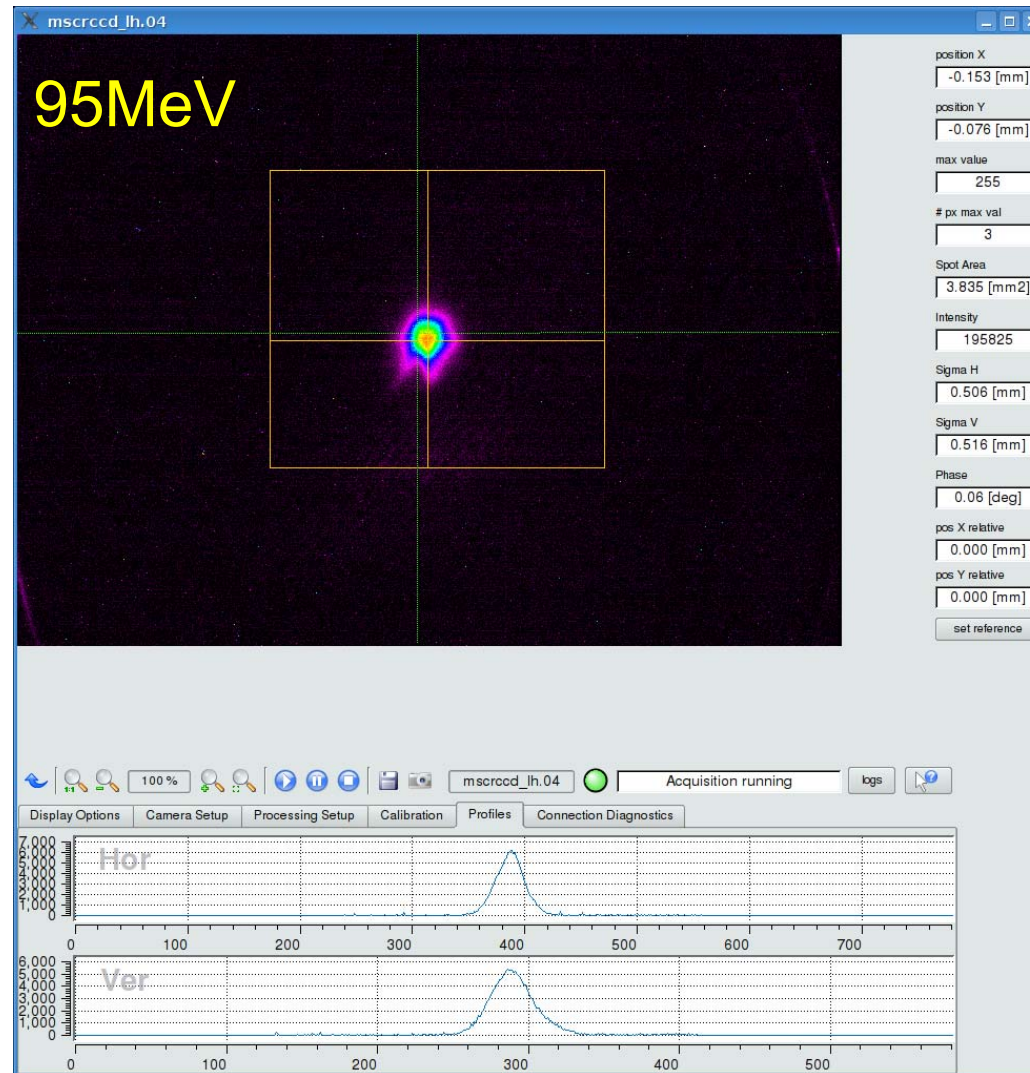 mscrccd_lh.04
95MeV
position X
-0.153 [mm]
position Y
-0.076 [mm]
max value
255
# px max val
3
Spot Area
3.835 [mm2]
Intensity
195825
Sigma H
0.506 [mm]
Sigma V
0.516 [mm]
Phase
0.06 [deg]
pos X relative
0.000 [mm]
pos Y relative
0.000 [mm]
set reference
100 % mscrccd_lh.04 Acquisition running logs
Display Options Camera Setup Processing Setup Calibration Profiles Connection Diagnostics
Hor
7,000
6,000
5,000
4,000
3,000
2,000
1,000
0
0 100 200 300 400 500 600 700
Ver
6,000
5,000
4,000
3,000
2,000
1,000
0
0 100 200 300 400 500